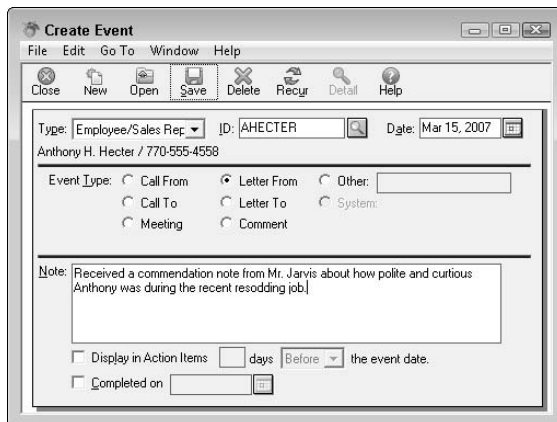 Create Event
File Edit Go To Window Help
Close New Open Save Delete Recur Detail Help
Type: Employee/Sales Rep ID: AHECTER Date: Mar 15, 2007
Anthony H. Hecter / 770-555-4558
Event Type: Call From Letter From Other:
Call To Letter To System:
Meeting Comment
Note: Received a commendation note from Mr. Jarvis about how polite and curtious
Anthony was during the recent resodding job.
Display in Action Items days Before the event date.
Completed on